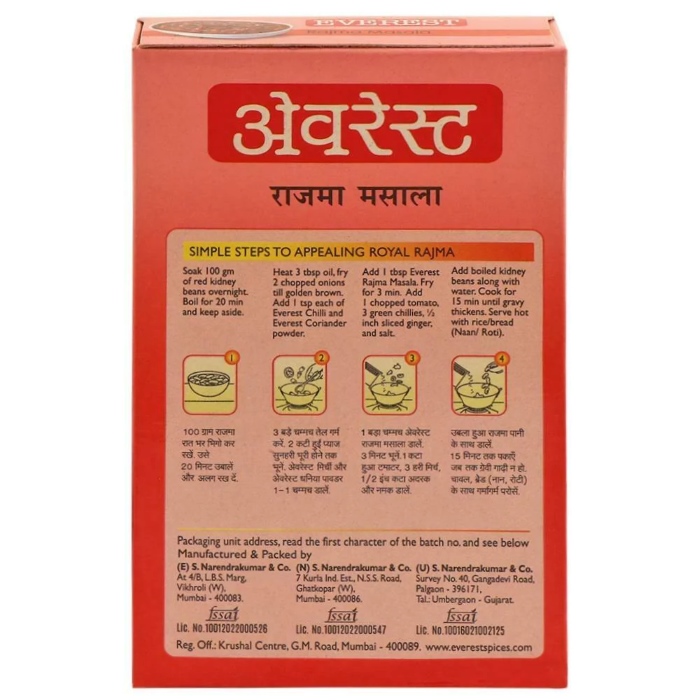 EVEREST
Rajma Masala
ॲवरेस्ट
राजमा मसाला
SIMPLE STEPS TO APPEALING ROYAL RAJMA
Soak 100 gm
of red kidney
beans overnight.
Boil for 20 min
and keep aside.
Heat 3 tbsp oil, fry
2 chopped onions
till golden brown.
Add 1 tsp each of
Everest Chilli and
Everest Coriander
powder.
Add 1 tbsp Everest
Rajma Masala. Fry
for 3 min. Add
1 chopped tomato,
3 green chillies, ½
inch sliced ginger,
and salt.
Add boiled kidney
beans along with
water. Cook for
15 min until gravy
thickens. Serve hot
with rice/bread
(Naan/ Roti).
1
2
3
4
100 ग्राम राजमा
रात भर भिगो कर
रखें. उसे
20 मिनट उबालें
और अलग रख दें.
3 बड़े चम्मच तेल गर्म
करें. 2 कटी हुई प्याज
सुनहरी भूरी होने तक
भूनें. अेवरेस्ट मिर्ची और
अेवरेस्ट धनिया पावडर
1-1 चम्मच डालें.
1 बड़ा चम्मच अेवरेस्ट
राजमा मसाला डालें.
3 मिनट भूनें. 1 कटा
हुआ टमाटर, 3 हरी मिर्च,
1/2 इंच कटा अदरक
और नमक डालें.
उबला हुआ राजमा पानी
के साथ डालें.
15 मिनट तक पकाएँ
जब तक ग्रेवी गाढ़ी न हो.
चावल, ब्रेड (नान, रोटी)
के साथ गर्मागर्म परोसें.
Packaging unit address, read the first character of the batch no. and see below
Manufactured & Packed by
(E) S. Narendrakumar & Co.
At 4/B, L.B.S. Marg,
Vikhroli (W),
Mumbai - 400083.
fssai
Lic. No. 10012022000526
(N) S. Narendrakumar & Co.
7 Kurla Ind. Est., N.S.S. Road,
Ghatkopar (W),
Mumbai - 400086.
fssai
Lic. No. 10012022000547
(U) S. Narendrakumar & Co.
Survey No. 40, Gangadevi Road,
Palgaon - 396171,
Tal.: Umbergaon - Gujarat.
fssai
Lic. No. 10016021002125
Reg. Off.: Krushal Centre, G.M. Road, Mumbai - 400089. www.everestspices.com